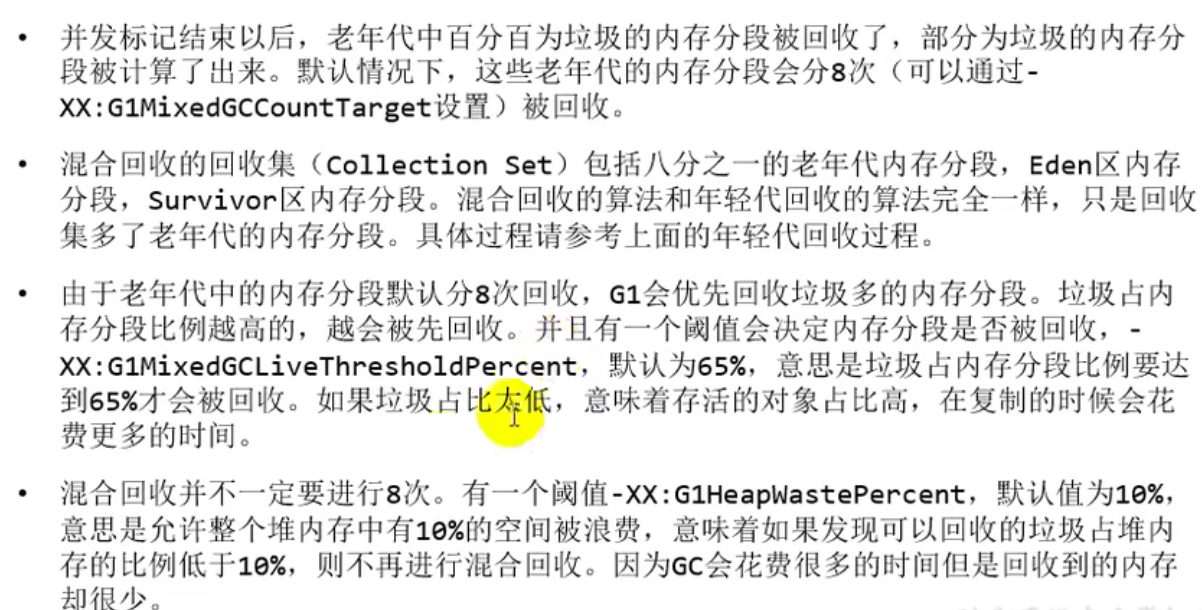 • 并发标记结束以后，老年代中百分百为垃圾的内存分段被回收了，部分为垃圾的内存分
段被计算了出来。默认情况下，这些老年代的内存分段会分8次（可以通过-
XX:G1MixedGCCountTarget设置）被回收。
• 混合回收的回收集（Collection Set）包括八分之一的老年代内存分段，Eden区内存
分段，Survivor区内存分段。混合回收的算法和年轻代回收的算法完全一样，只是回收
集多了老年代的内存分段。具体过程请参考上面的年轻代回收过程。
• 由于老年代中的内存分段默认分8次回收，G1会优先回收垃圾多的内存分段。垃圾占内
存分段比例越高的，越会被先回收。并且有一个阈值会决定内存分段是否被回收，-
XX:G1MixedGCLiveThresholdPercent，默认为65%，意思是垃圾占内存分段比例要达
到65%才会被回收。如果垃圾占比太低，意味着存活的对象占比高，在复制的时候会花
费更多的时间。
• 混合回收并不一定要进行8次。有一个阈值-XX:G1HeapWastePercent，默认值为10%，
意思是允许整个堆内存中有10%的空间被浪费，意味着如果发现可以回收的垃圾占堆内
存的比例低于10%，则不再进行混合回收。因为GC会花费很多的时间但是回收到的内存
却很少。